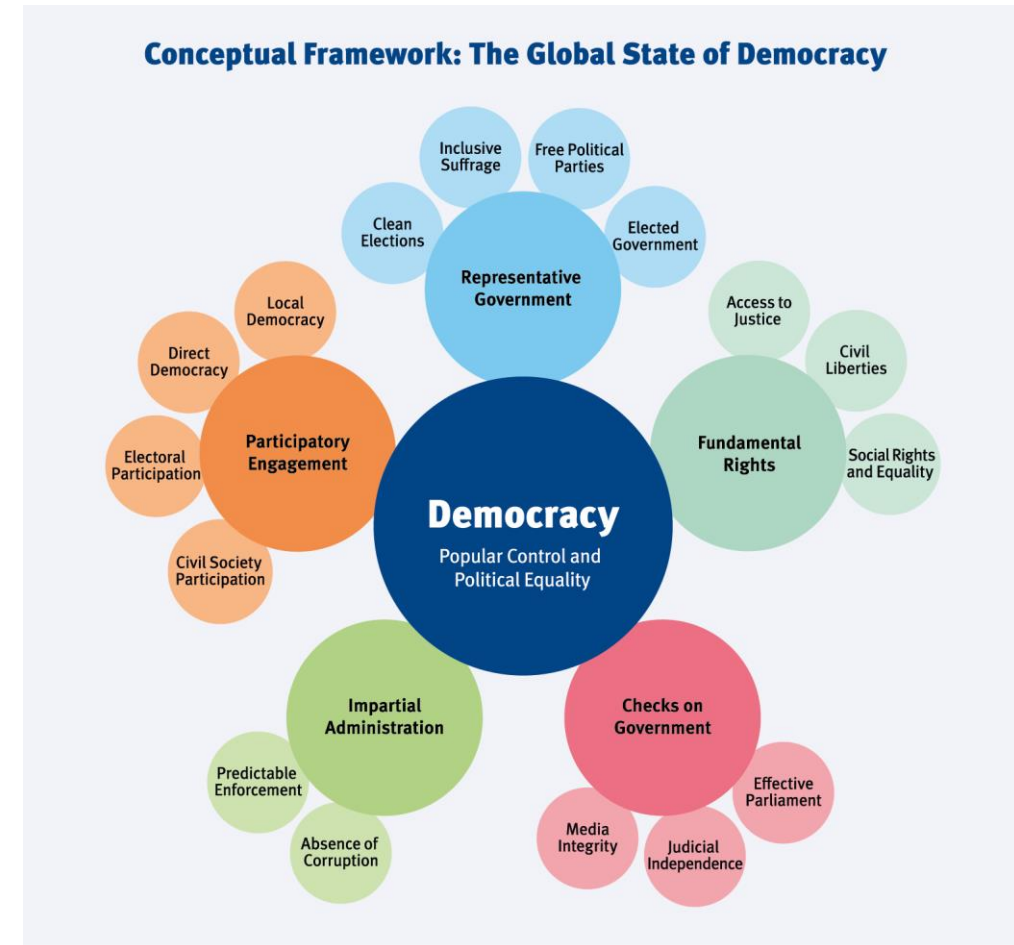 Conceptual Framework: The Global State of Democracy
Inclusive
Suffrage
Free Political
Parties
Clean
Elections
Elected
Government
Representative
Government
Access to
Justice
Civil
Liberties
Social Rights
and Equality
Fundamental
Rights
Local
Democracy
Direct
Democracy
Electoral
Participation
Civil Society
Participation
Participatory
Engagement
Democracy
Popular Control and
Political Equality
Impartial
Administration
Predictable
Enforcement
Absence of
Corruption
Checks on
Government
Effective
Parliament
Media
Integrity
Judicial
Independence